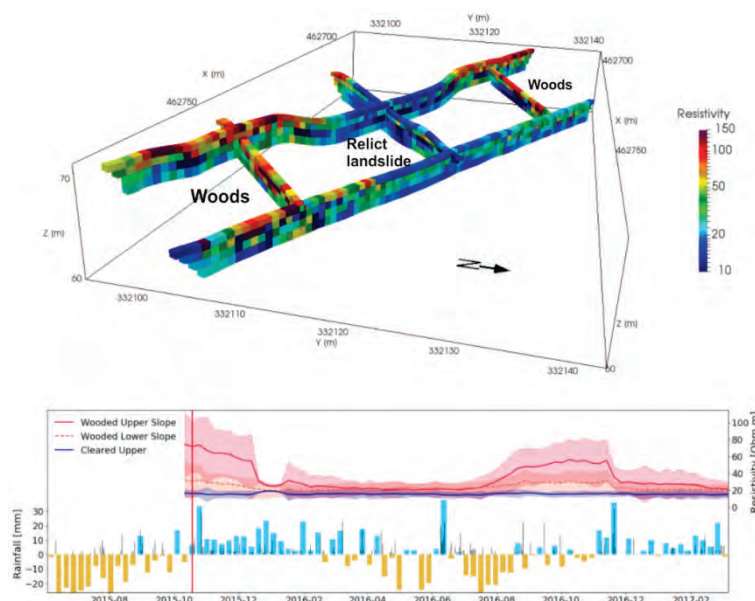 Y (m)
332100
332120
332140
462700
462700
X (m)
462750
Woods
X (m)
462750
Resistivity
150
100
50
20
10
Relict
landslide
70
Woods
Z (m)
60
N
332100
332110
Y (m)
332120
332130
332140
Z (m)
60
Wooded Upper Slope
Wooded Lower Slope
Cleared Upper
100
80
60
40
20
0
Resistivity
[Ohm m]
30
20
10
0
−10
−20
Rainfall [mm]
2015-08
2015-10
2015-12
2016-02
2016-04
2016-06
2016-08
2016-10
2016-12
2017-02